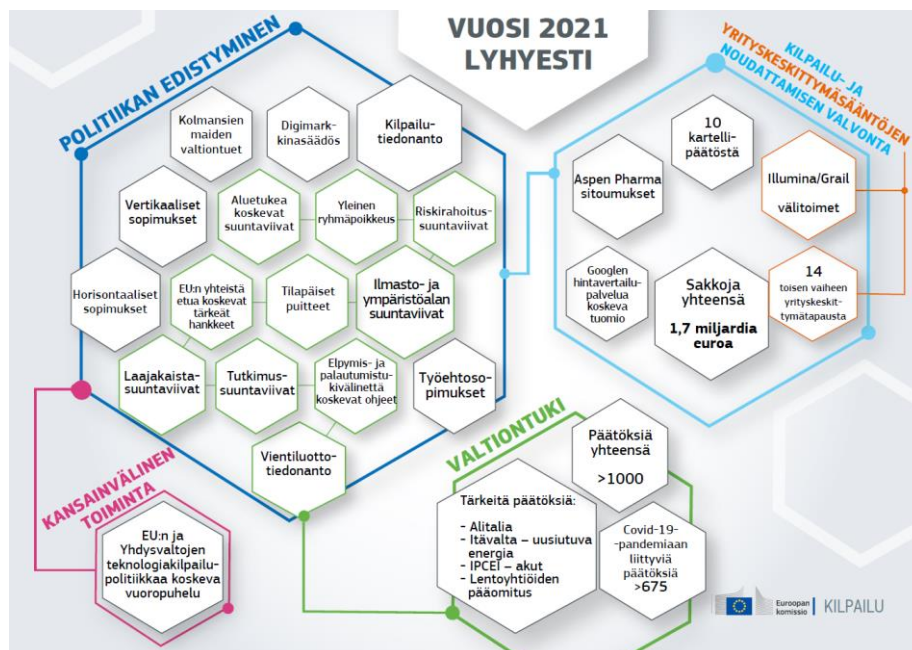 VUOSI 2021
LYHYESTI
POLITIIKAN EDISTYMINEN
Kolmansien
maiden
valtiontuet
Digimark-
kinasäädös
Kilpailu-
tiedonanto
Vertikaaliset
sopimukset
Aluetukea
koskevat
suuntaviivat
Yleinen
ryhmäpoikkeus
Riskirahoitus-
suuntaviivat
Horisontaaliset
sopimukset
EU:n yhteistä
etua koskevat
tärkeät
hankkeet
Tilapäiset
puitteet
Ilmasto- ja
ympäristöalan
suuntaviivat
Laajakaista-
suuntaviivat
Tutkimus-
suuntaviivat
Elpymis- ja
palautumistu-
kivälinettä
koskevat ohjeet
Työehtoso-
pimukset
Vientiluotto-
tiedonanto
KILPAILU- JA
YRITYSKESKITTYMÄSÄÄNTÖJEN
NOUDATTAMISEN VALVONTA
10
kartelli-
päätöstä
Aspen Pharma
sitoumukset
Illumina/Grail
välitoimet
Googlen
hintavertailu-
palvelua
koskeva
tuomio
Sakkoja
yhteensä
1,7 miljardia
euroa
14
toisen vaiheen
yrityskeskit-
tymätapausta
KANSAINVÄLINEN
TOIMINTA
EU:n ja
Yhdysvaltojen
teknologiakilpailu-
politiikkaa koskeva
vuoropuhelu
VALTIONTUKI
Päätöksiä
yhteensä
>1000
Tärkeitä päätöksiä:
- Alitalia
- Itävalta – uusiutuva
energia
- IPCEI – akut
- Lentoyhtiöiden
pääomitus
Covid-19-
-pandemiaan
liittyviä
päätöksiä
>675
Euroopan
komissio
KILPAILU